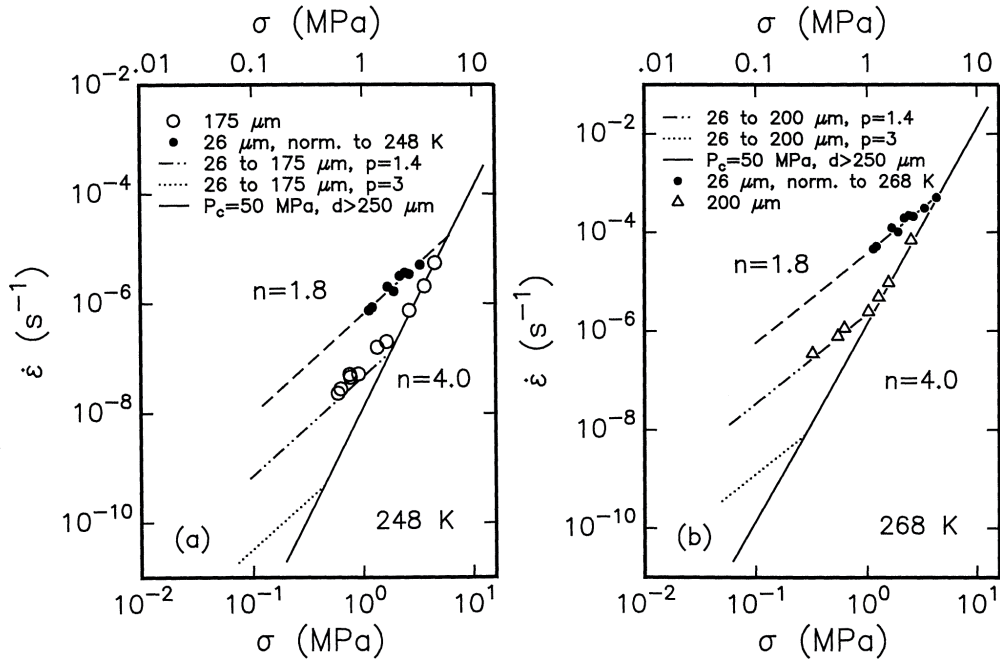 σ (MPa)
.01 0.1 1 10
10⁻²
10⁻⁴
10⁻⁶
10⁻⁸
10⁻¹⁰
ε̇ (s⁻¹)
175 μm
26 μm, norm. to 248 K
26 to 175 μm, p=1.4
26 to 175 μm, p=3
P_c=50 MPa, d>250 μm
n=1.8
n=4.0
(a)
248 K
10⁻² 10⁻¹ 10⁰ 10¹
σ (MPa)
σ (MPa)
.01 0.1 1 10
10⁻²
10⁻⁴
10⁻⁶
10⁻⁸
10⁻¹⁰
ε̇ (s⁻¹)
26 to 200 μm, p=1.4
26 to 200 μm, p=3
P_c=50 MPa, d>250 μm
26 μm, norm. to 268 K
200 μm
n=1.8
n=4.0
(b)
268 K
10⁻² 10⁻¹ 10⁰ 10¹
σ (MPa)